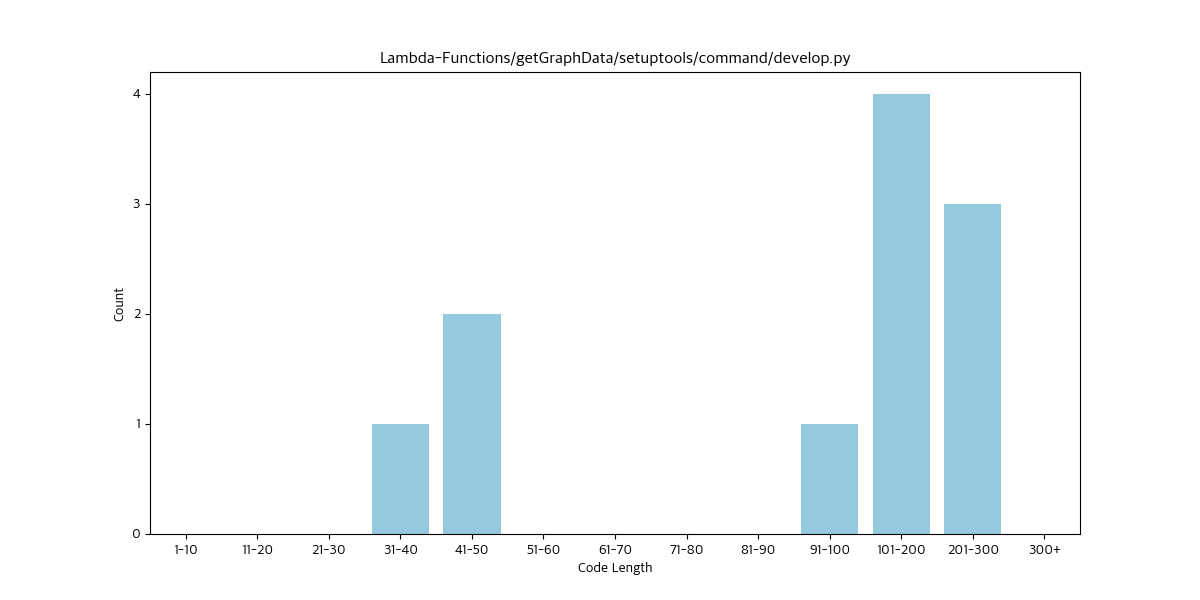 Lambda-Functions/getGraphData/setuptools/command/develop.py
4
3
2
1
0
Count
1-10 11-20 21-30 31-40 41-50 51-60 61-70 71-80 81-90 91-100 101-200 201-300 300+
Code Length